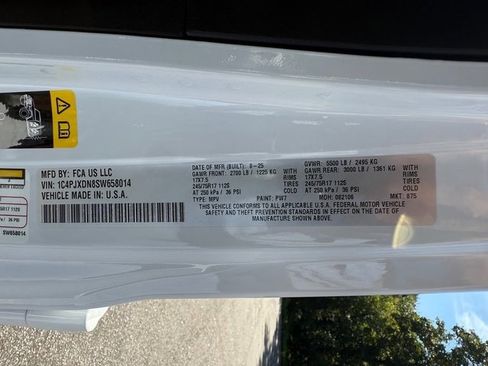 MFD BY: FCA US LLC
VIN: 1C4PJXDN8SW658014
VEHICLE MADE IN: U.S.A.
DATE OF MFR (BUILT): 8-25
GAWR FRONT: 2700 LB / 1225 KG WITH
17X7.5 TIRES
245/75R17 112S RIMS AT
AT 250 kPa / 36 PSI COLD
TYPE: MPV PAINT: PW7
GVWR: 5500 LB / 2495 KG
GAWR REAR: 3000 LB / 1361 KG WITH
17X7.5 TIRES
245/75R17 112S RIMS AT
AT 250 kPa / 36 PSI COLD
MDH: 082106 MKT: 875
THIS VEHICLE CONFORMS TO ALL APPLICABLE U.S.A. FEDERAL MOTOR VEHICLE
SAFETY AND THEFT PREVENTION STANDARDS IN EFFECT ON THE DATE OF
MANUFACTURE SHOWN ABOVE.
SW658014